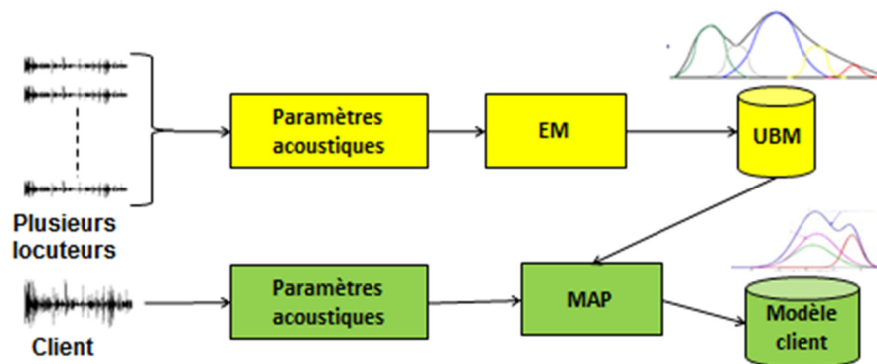 Paramètres
acoustiques
EM
UBM
Plusieurs
locuteurs
Paramètres
acoustiques
MAP
Modèle
client
Client